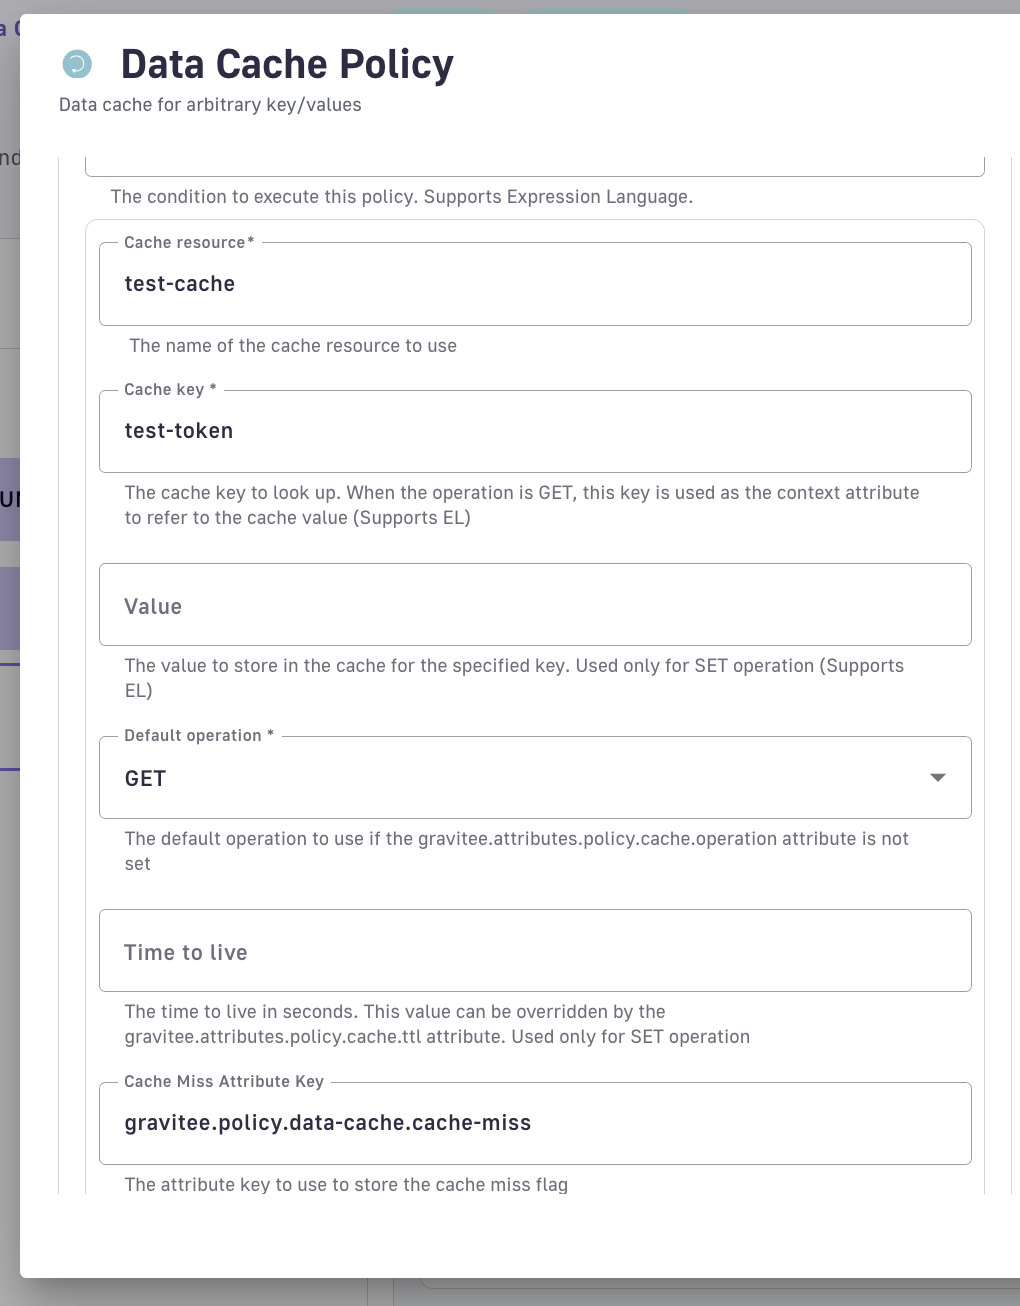 Data Cache Policy
Data cache for arbitrary key/values
The condition to execute this policy. Supports Expression Language.
Cache resource*
test-cache
The name of the cache resource to use
Cache key *
test-token
The cache key to look up. When the operation is GET, this key is used as the context attribute
to refer to the cache value (Supports EL)
Value
The value to store in the cache for the specified key. Used only for SET operation (Supports
EL)
Default operation *
GET
The default operation to use if the gravitee.attributes.policy.cache.operation attribute is not
set
Time to live
The time to live in seconds. This value can be overridden by the
gravitee.attributes.policy.cache.ttl attribute. Used only for SET operation
Cache Miss Attribute Key
gravitee.policy.data-cache.cache-miss
The attribute key to use to store the cache miss flag